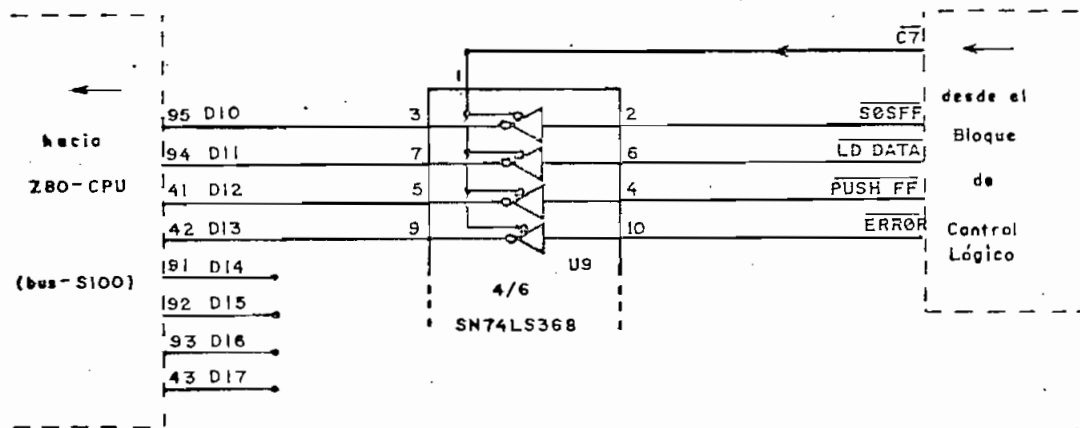 C7
1
hacia
Z80-CPU
(bus-S100)
95 DI0
94 DI1
41 DI2
42 DI3
91 DI4
92 DI5
93 DI6
43 DI7
3
7
5
9
2
6
4
10
U9
4/6
SN74LS368
S0SFF
LD DATA
PUSH FF
ERROR
desde el
Bloque
de
Control
Lógico